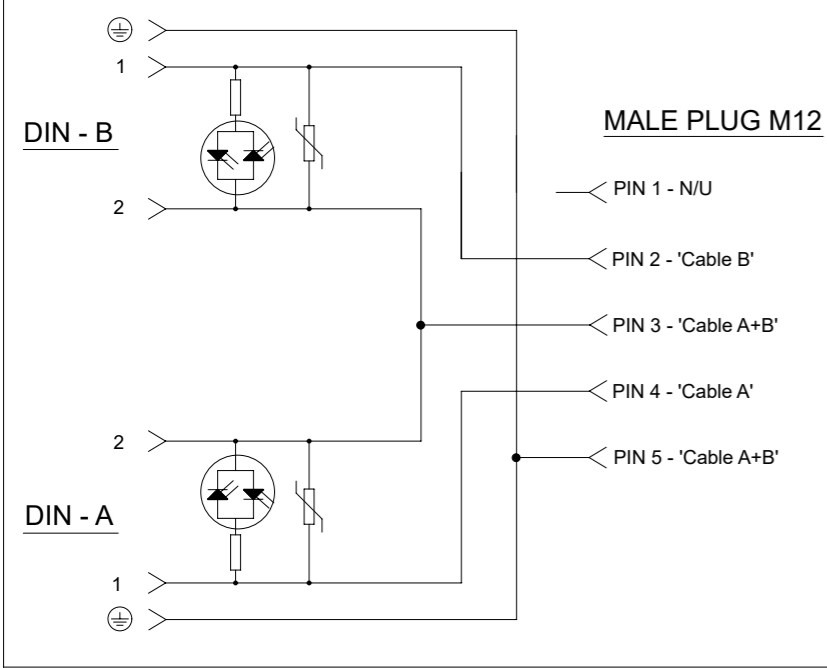 1
DIN - B
2
MALE PLUG M12
PIN 1 - N/U
PIN 2 - 'Cable B'
PIN 3 - 'Cable A+B'
PIN 4 - 'Cable A'
PIN 5 - 'Cable A+B'
2
DIN - A
1